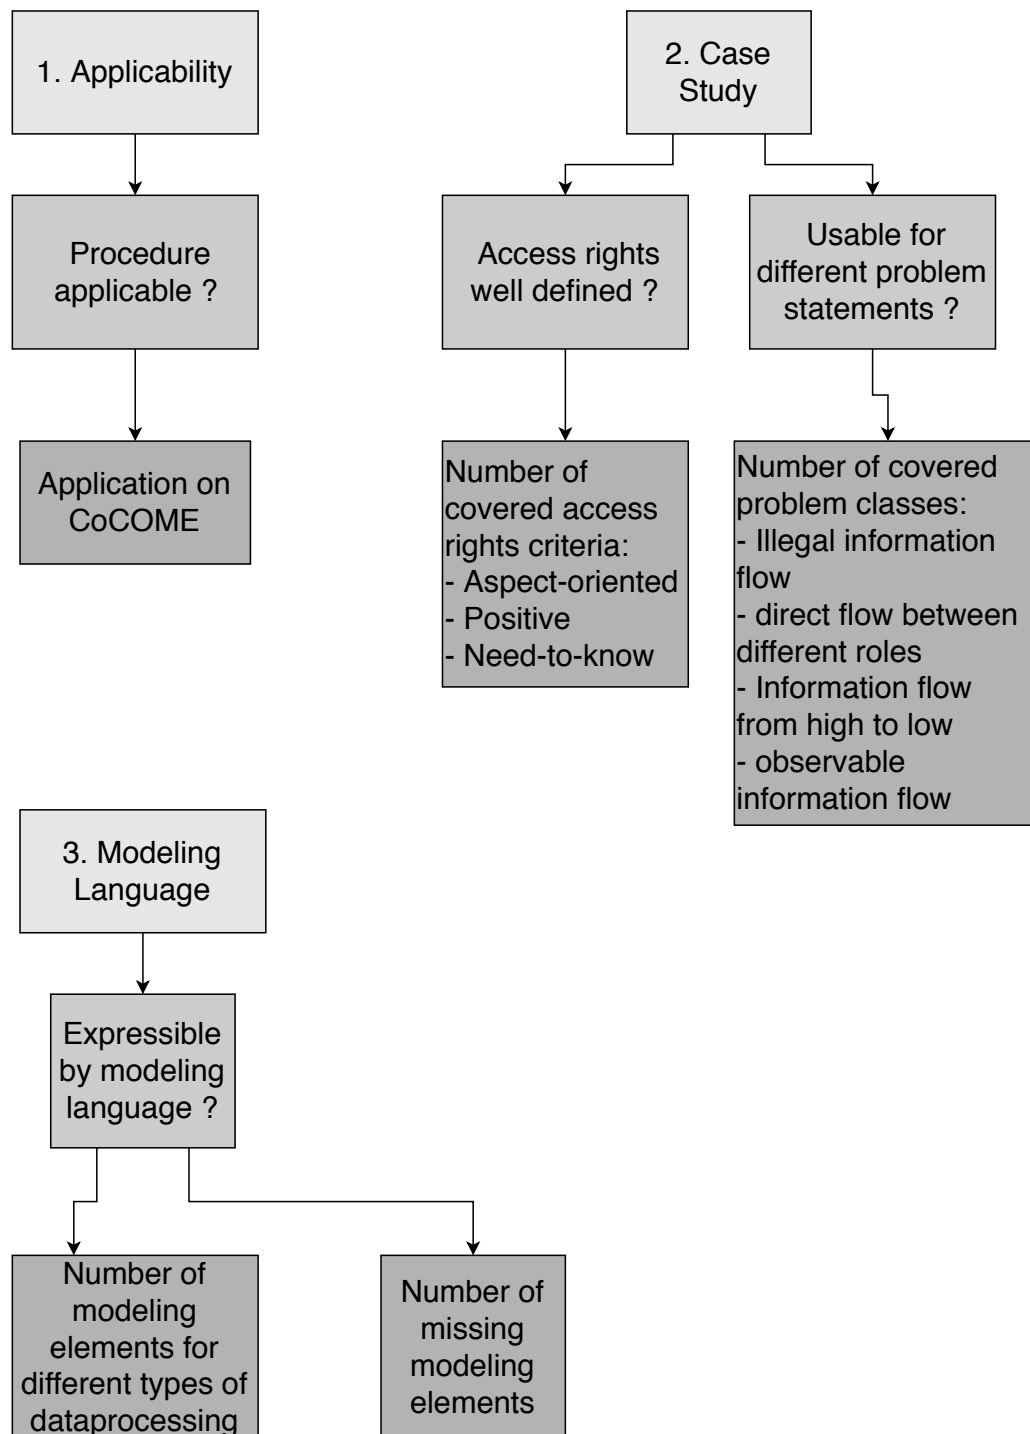 1. Applicability
2. Case
Study
Procedure
applicable ?
Access rights
well defined ?
Usable for
different problem
statements ?
Application on
CoCOME
Number of
covered access
rights criteria:
- Aspect-oriented
- Positive
- Need-to-know
Number of covered
problem classes:
- Illegal information
flow
- direct flow between
different roles
- Information flow
from high to low
- observable
information flow
3. Modeling
Language
Expressible
by modeling
language ?
Number of
modeling
elements for
different types of
dataprocessing
Number of
missing
modeling
elements